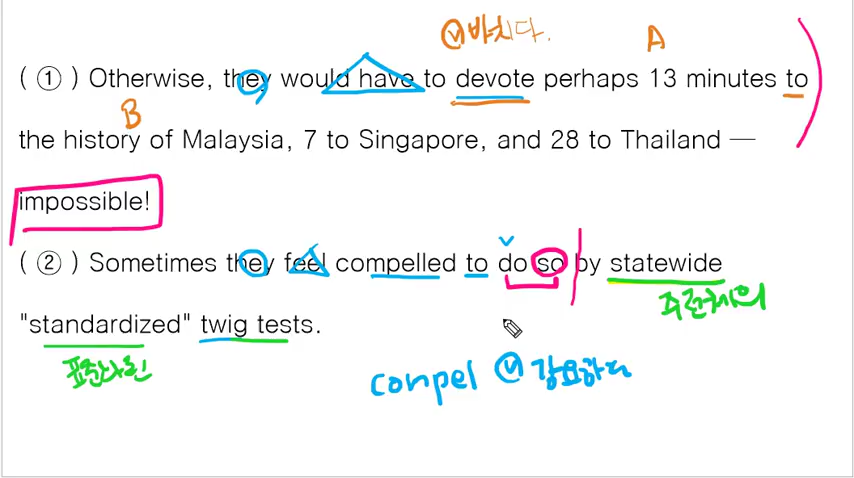 ⓥ바치다. A
( ① ) Otherwise, they would have to devote perhaps 13 minutes to
B
the history of Malaysia, 7 to Singapore, and 28 to Thailand —
impossible!
( ② ) Sometimes they feel compelled to do so by statewide
주전체의
"standardized" twig tests.
표준화된
conpel ⓥ강요하다